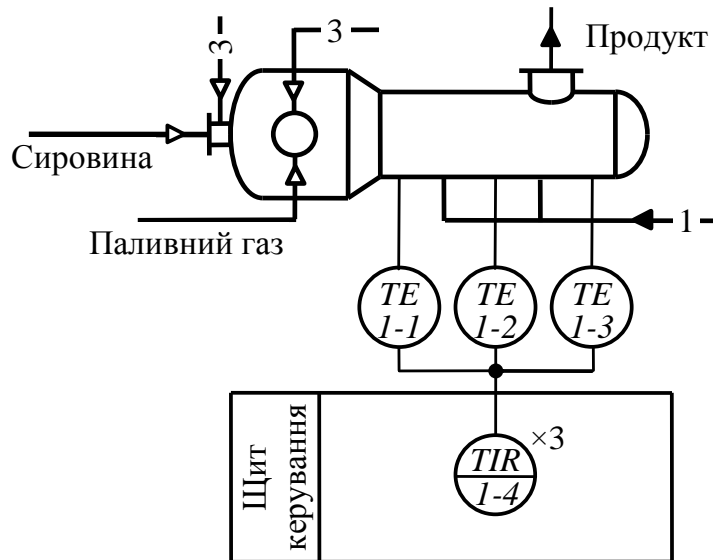 3
3
Продукт
Сировина
Паливний газ
1
TE
1-1
TE
1-2
TE
1-3
Щит
керування
TIR
1-4
×3